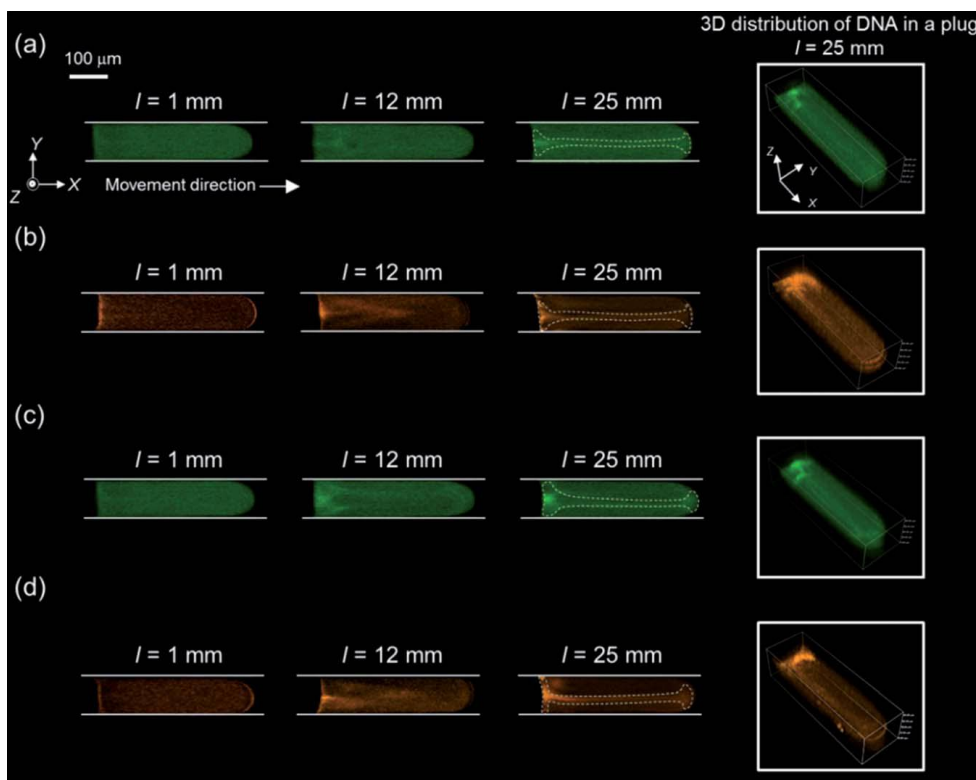 3D distribution of DNA in a plug
l = 25 mm
(a)
100 μm
l = 1 mm
l = 12 mm
l = 25 mm
Y
X
Z
Movement direction
Z
Y
X
(b)
l = 1 mm
l = 12 mm
l = 25 mm
(c)
l = 1 mm
l = 12 mm
l = 25 mm
(d)
l = 1 mm
l = 12 mm
l = 25 mm